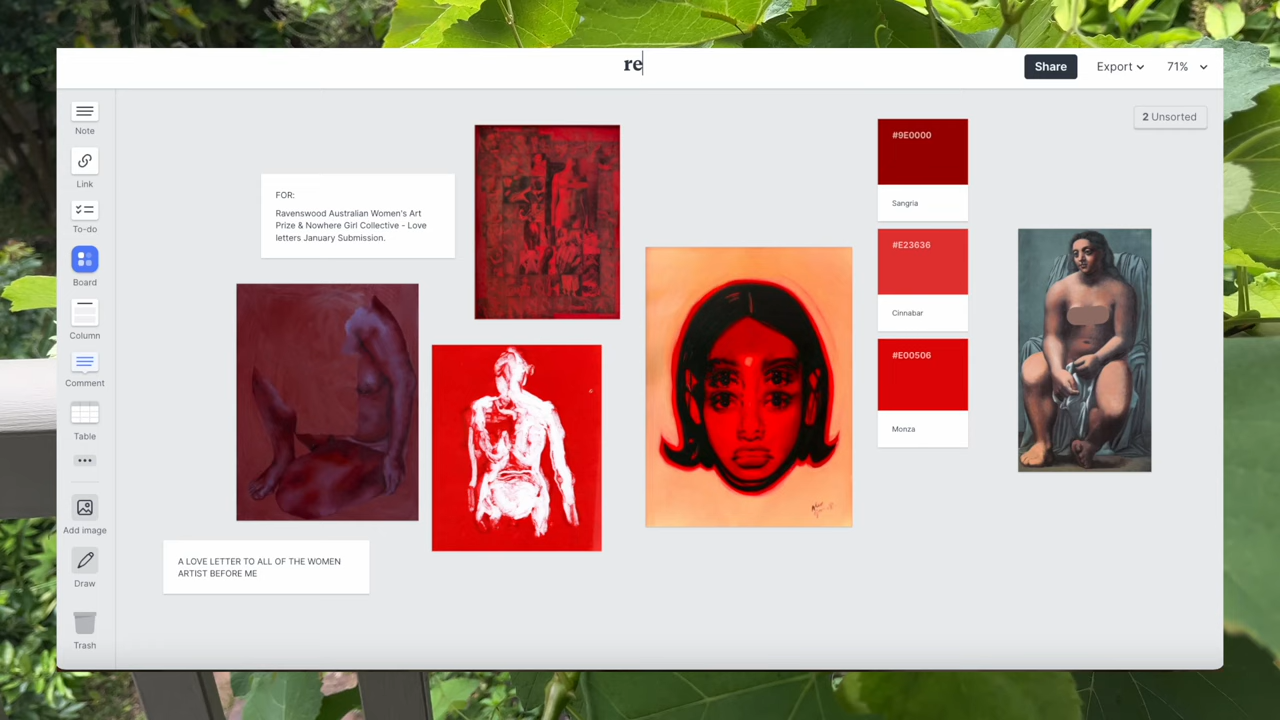 re
Share
Export
71%
2 Unsorted
Note
Link
To-do
Board
Column
Comment
Table
Add image
Draw
Trash
FOR:
Ravenswood Australian Women's Art
Prize & Nowhere Girl Collective - Love
letters January Submission.
A LOVE LETTER TO ALL OF THE WOMEN
ARTIST BEFORE ME
#9E0000
Sangria
#E23636
Cinnabar
#E00506
Monza